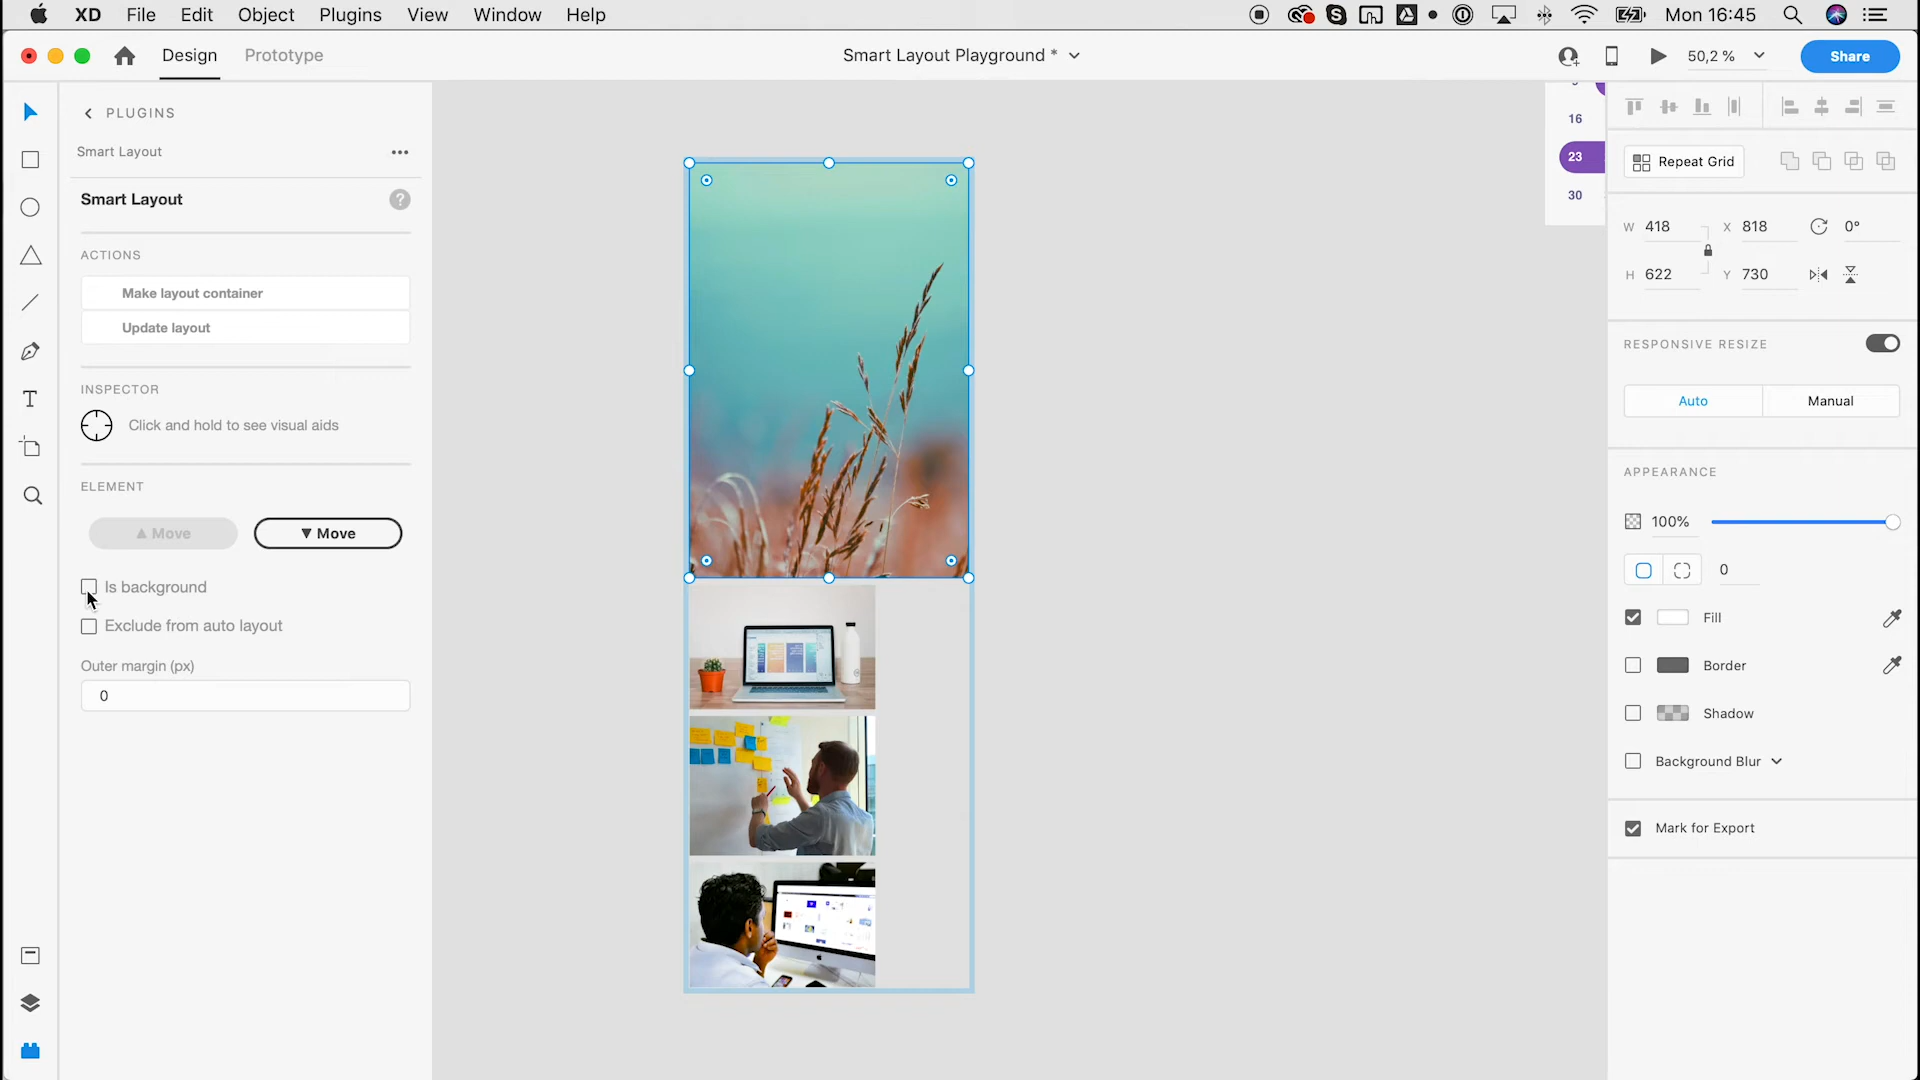 XD File Edit Object Plugins View Window Help
Mon 16:45
Design Prototype
Smart Layout Playground *
50,2 %
Share
PLUGINS
Smart Layout
Smart Layout
?
ACTIONS
Make layout container
Update layout
INSPECTOR
Click and hold to see visual aids
ELEMENT
▲ Move
▼ Move
Is background
Exclude from auto layout
Outer margin (px)
0
16
23
30
Repeat Grid
W 418 X 818 0°
H 622 Y 730
RESPONSIVE RESIZE
Auto Manual
APPEARANCE
100%
0
Fill
Border
Shadow
Background Blur
Mark for Export